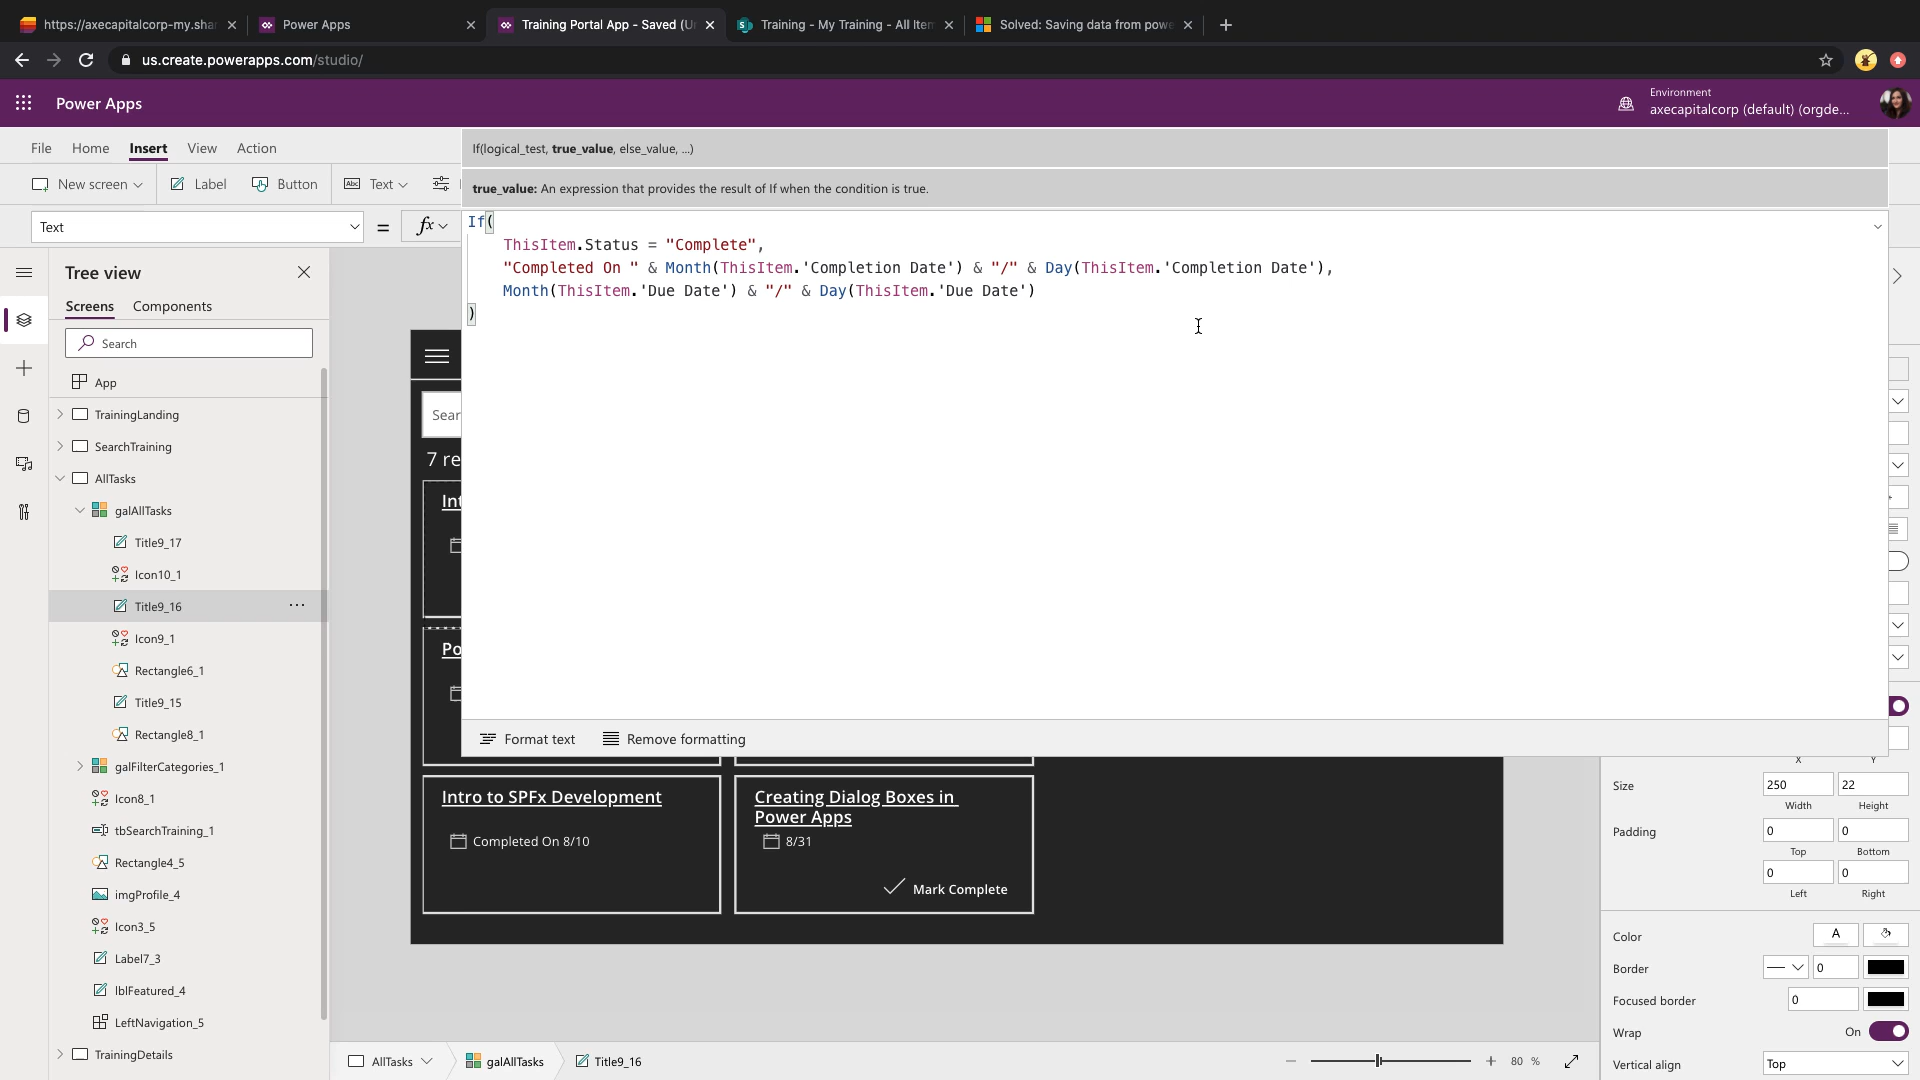 https://axecapitalcorp-my.shar
Power Apps
Training Portal App - Saved (Un
Training - My Training - All Item
Solved: Saving data from powe
us.create.powerapps.com/studio/
Power Apps
Environment
axecapitalcorp (default) (orgde...
File
Home
Insert
View
Action
If(logical_test, true_value, else_value, ...)
New screen
Label
Button
Text
true_value: An expression that provides the result of If when the condition is true.
Text
=
fx
If(
ThisItem.Status = "Complete",
"Completed On " & Month(ThisItem.'Completion Date') & "/" & Day(ThisItem.'Completion Date'),
Month(ThisItem.'Due Date') & "/" & Day(ThisItem.'Due Date')
)
Tree view
Screens
Components
Search
App
TrainingLanding
SearchTraining
AllTasks
galAllTasks
Title9_17
Icon10_1
Title9_16
...
Icon9_1
Rectangle6_1
Title9_15
Rectangle8_1
galFilterCategories_1
Icon8_1
tbSearchTraining_1
Rectangle4_5
imgProfile_4
Icon3_5
Label7_3
lblFeatured_4
LeftNavigation_5
TrainingDetails
Sear
7 re
Int
Po
Format text
Remove formatting
Intro to SPFx Development
Completed On 8/10
Creating Dialog Boxes in
Power Apps
8/31
Mark Complete
X
Y
Size
250
22
Width
Height
Padding
0
0
Top
Bottom
0
0
Left
Right
Color
A
Border
0
Focused border
0
Wrap
On
Vertical align
Top
AllTasks
galAllTasks
Title9_16
80 %